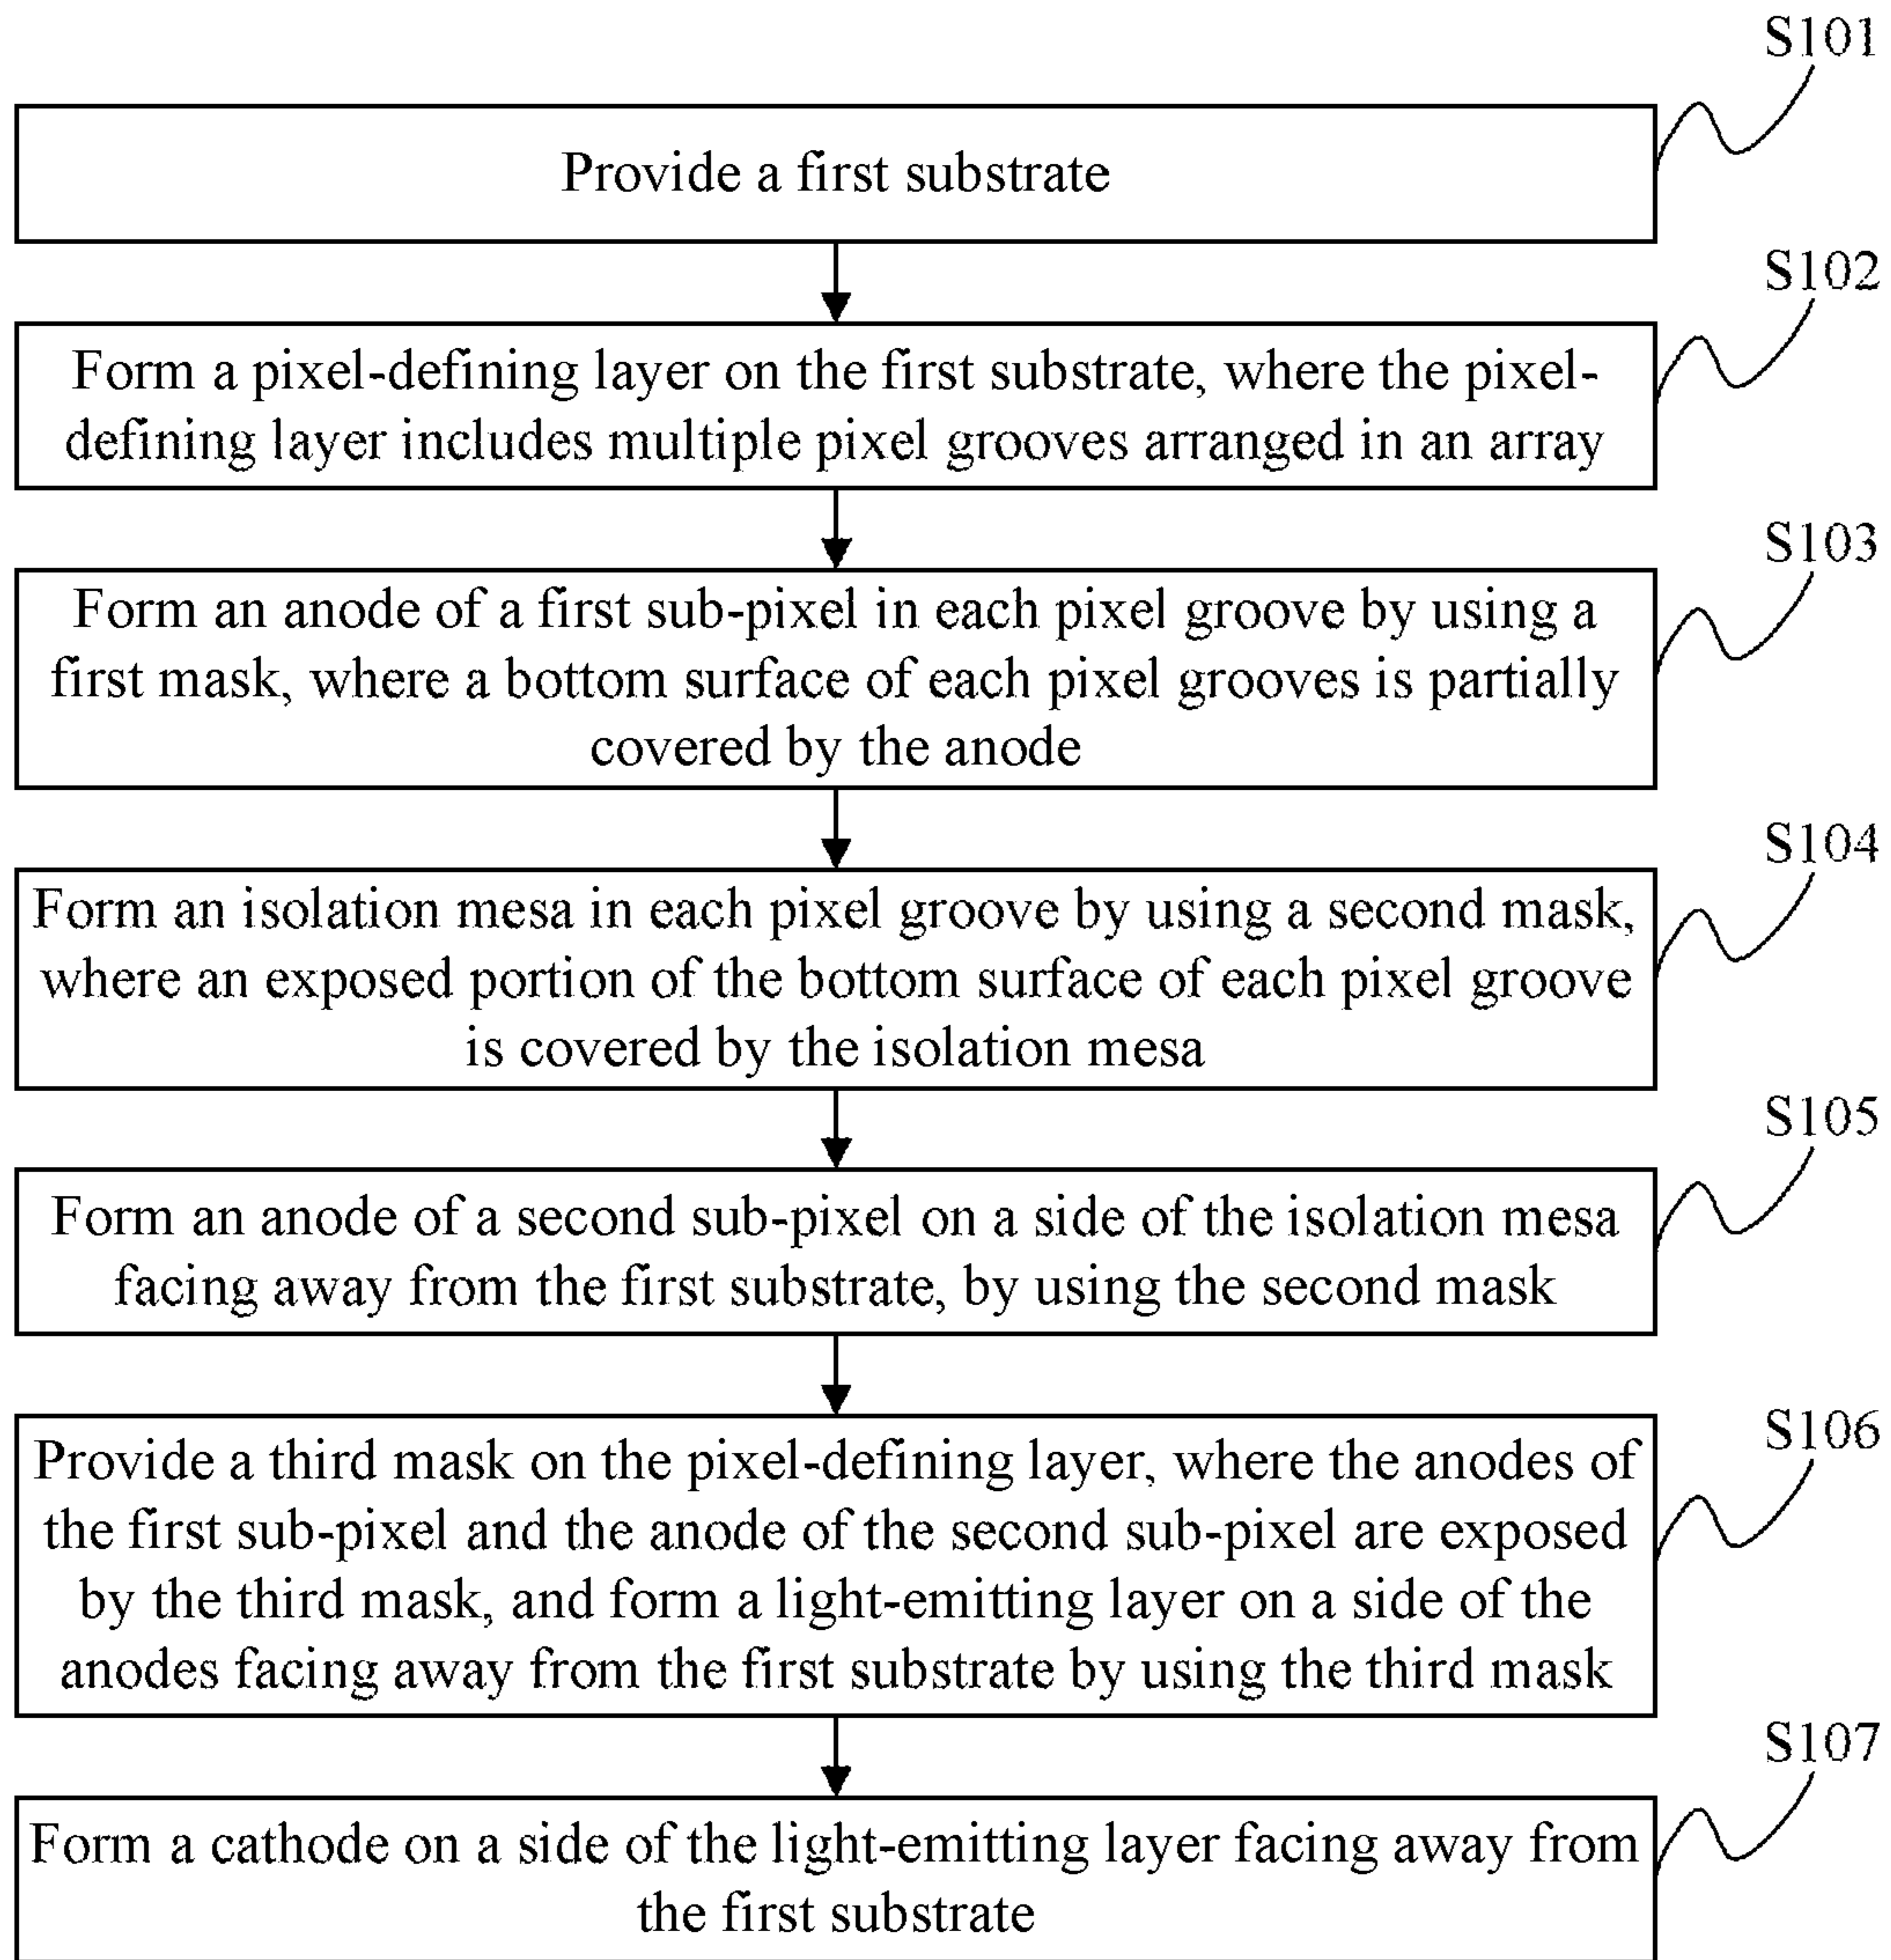 S101
Provide a first substrate
S102
Form a pixel-defining layer on the first substrate, where the pixel-
defining layer includes multiple pixel grooves arranged in an array
S103
Form an anode of a first sub-pixel in each pixel groove by using a
first mask, where a bottom surface of each pixel grooves is partially
covered by the anode
S104
Form an isolation mesa in each pixel groove by using a second mask,
where an exposed portion of the bottom surface of each pixel groove
is covered by the isolation mesa
S105
Form an anode of a second sub-pixel on a side of the isolation mesa
facing away from the first substrate, by using the second mask
S106
Provide a third mask on the pixel-defining layer, where the anodes of
the first sub-pixel and the anode of the second sub-pixel are exposed
by the third mask, and form a light-emitting layer on a side of the
anodes facing away from the first substrate by using the third mask
S107
Form a cathode on a side of the light-emitting layer facing away from
the first substrate